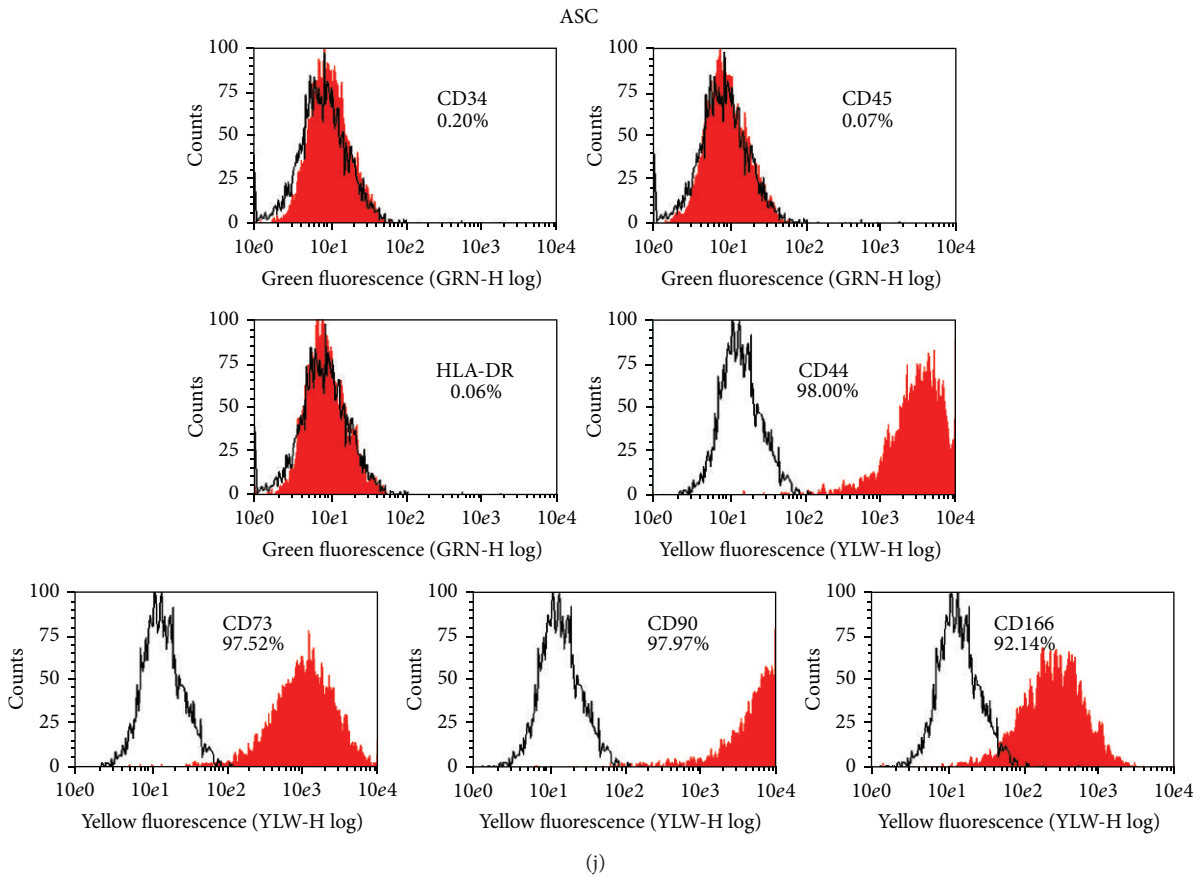 ASC
100
75
50
25
0
Counts
CD34
0.20%
10e0 10e1 10e2 10e3 10e4
Green fluorescence (GRN-H log)
100
75
50
25
0
Counts
CD45
0.07%
10e0 10e1 10e2 10e3 10e4
Green fluorescence (GRN-H log)
100
75
50
25
0
Counts
HLA-DR
0.06%
10e0 10e1 10e2 10e3 10e4
Green fluorescence (GRN-H log)
100
75
50
25
0
Counts
CD44
98.00%
10e0 10e1 10e2 10e3 10e4
Yellow fluorescence (YLW-H log)
100
75
50
25
0
Counts
CD73
97.52%
10e0 10e1 10e2 10e3 10e4
Yellow fluorescence (YLW-H log)
100
75
50
25
0
Counts
CD90
97.97%
10e0 10e1 10e2 10e3 10e4
Yellow fluorescence (YLW-H log)
100
75
50
25
0
Counts
CD166
92.14%
10e0 10e1 10e2 10e3 10e4
Yellow fluorescence (YLW-H log)
(j)